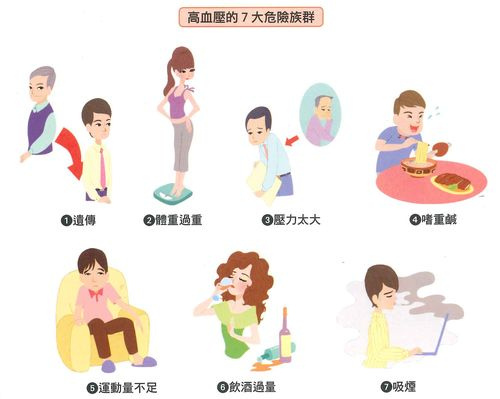 高血壓的 7 大危險族群
❶遺傳
❷體重過重
❸壓力太大
❹嗜重鹹
❺運動量不足
❻飲酒過量
❼吸煙